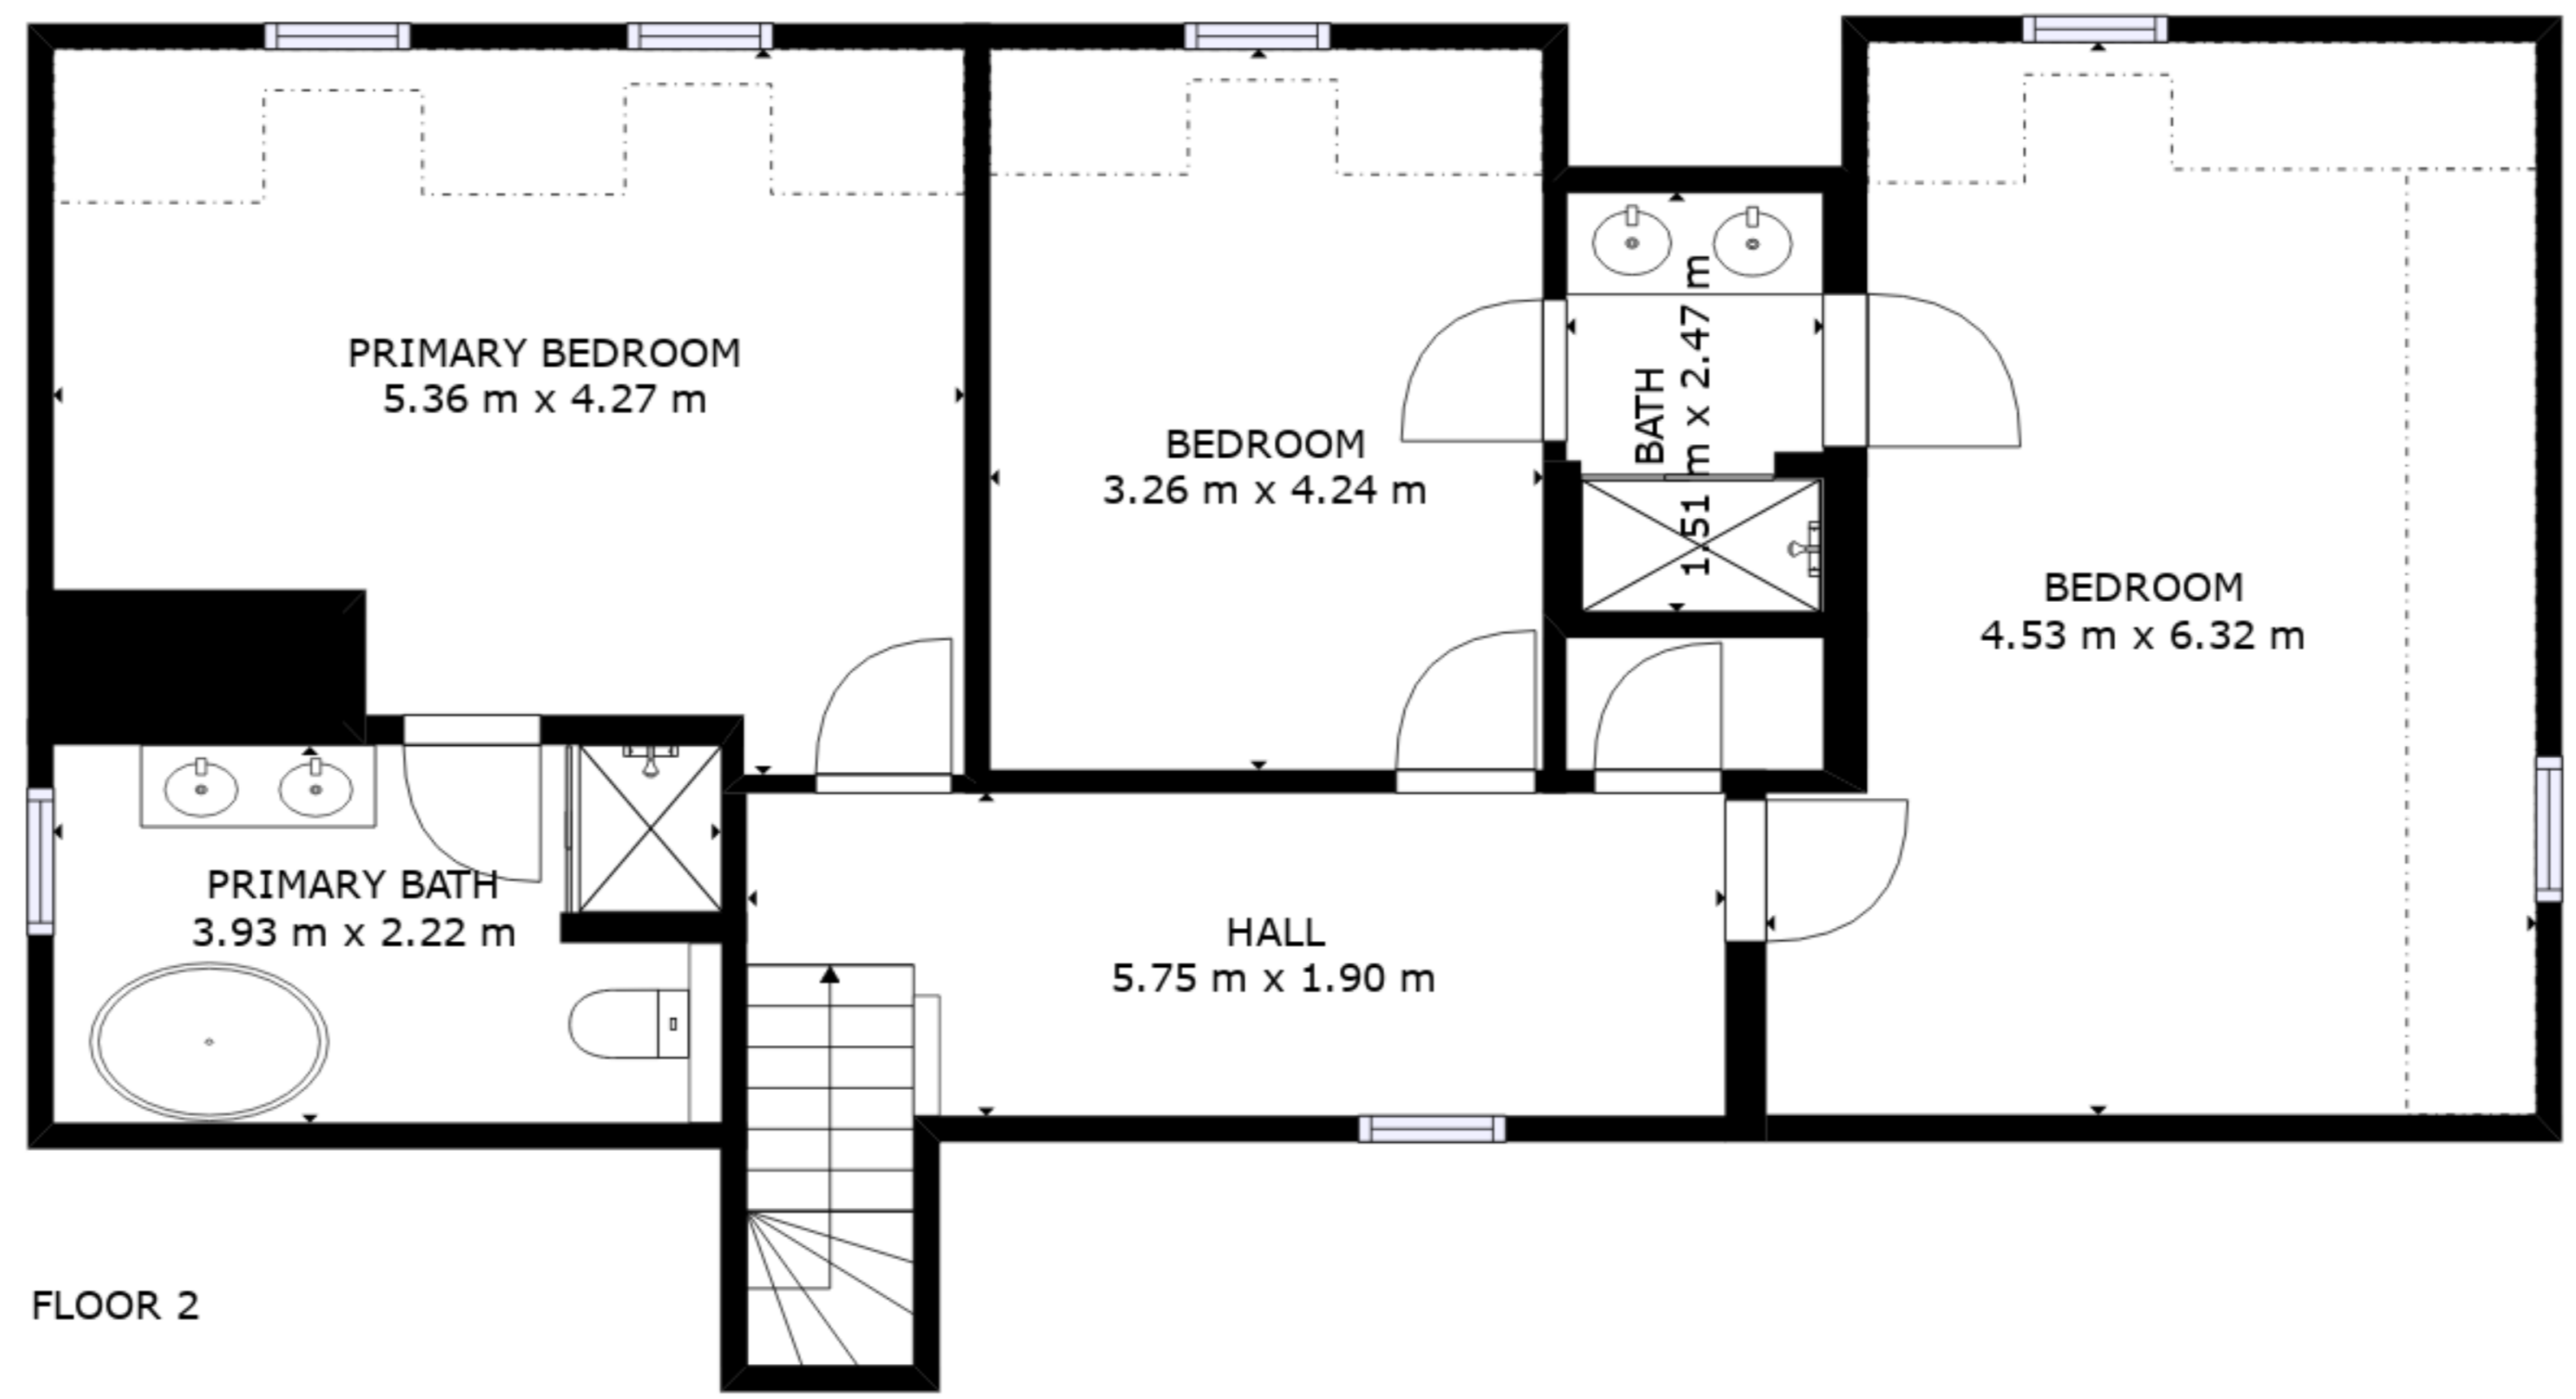 PRIMARY BEDROOM
5.36 m x 4.27 m
BEDROOM
3.26 m x 4.24 m
BATH
1.51 m x 2.47 m
BEDROOM
4.53 m x 6.32 m
PRIMARY BATH
3.93 m x 2.22 m
HALL
5.75 m x 1.90 m
FLOOR 2